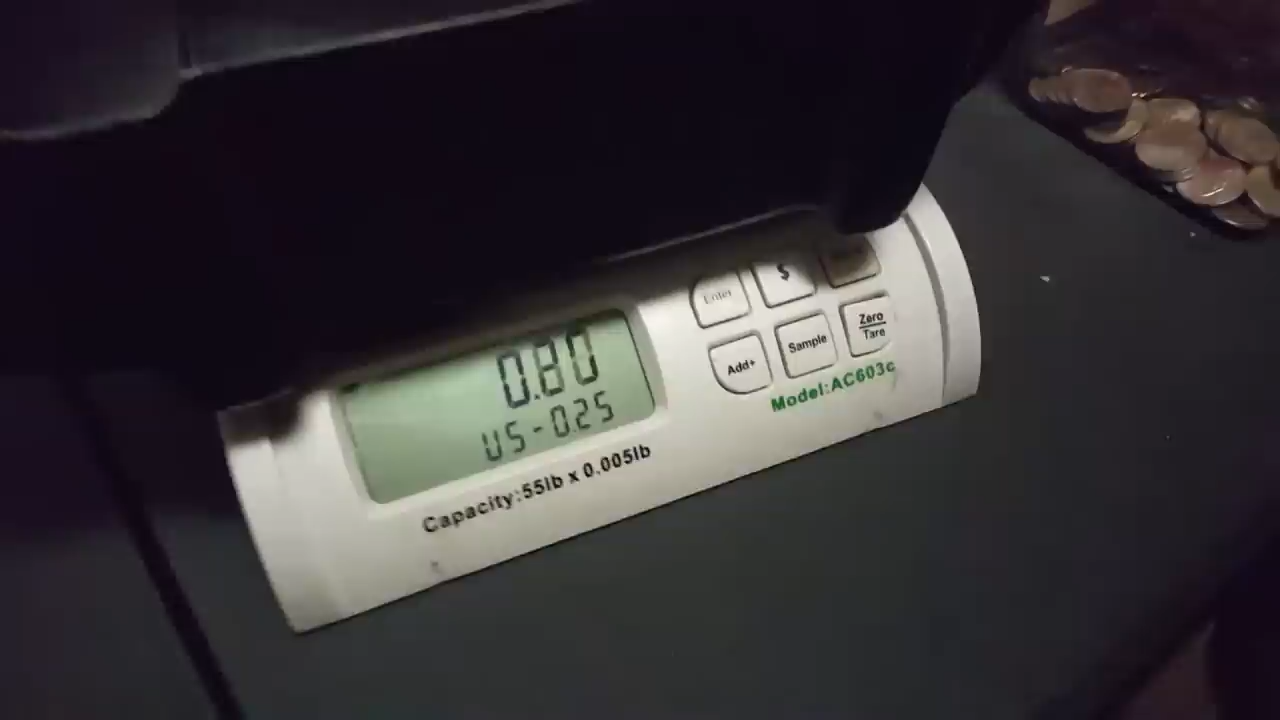 Enter
$
Add+
Sample
Zero
Tare
Model:AC603c
0.80
US-0.25
Capacity:55lb x 0.005lb